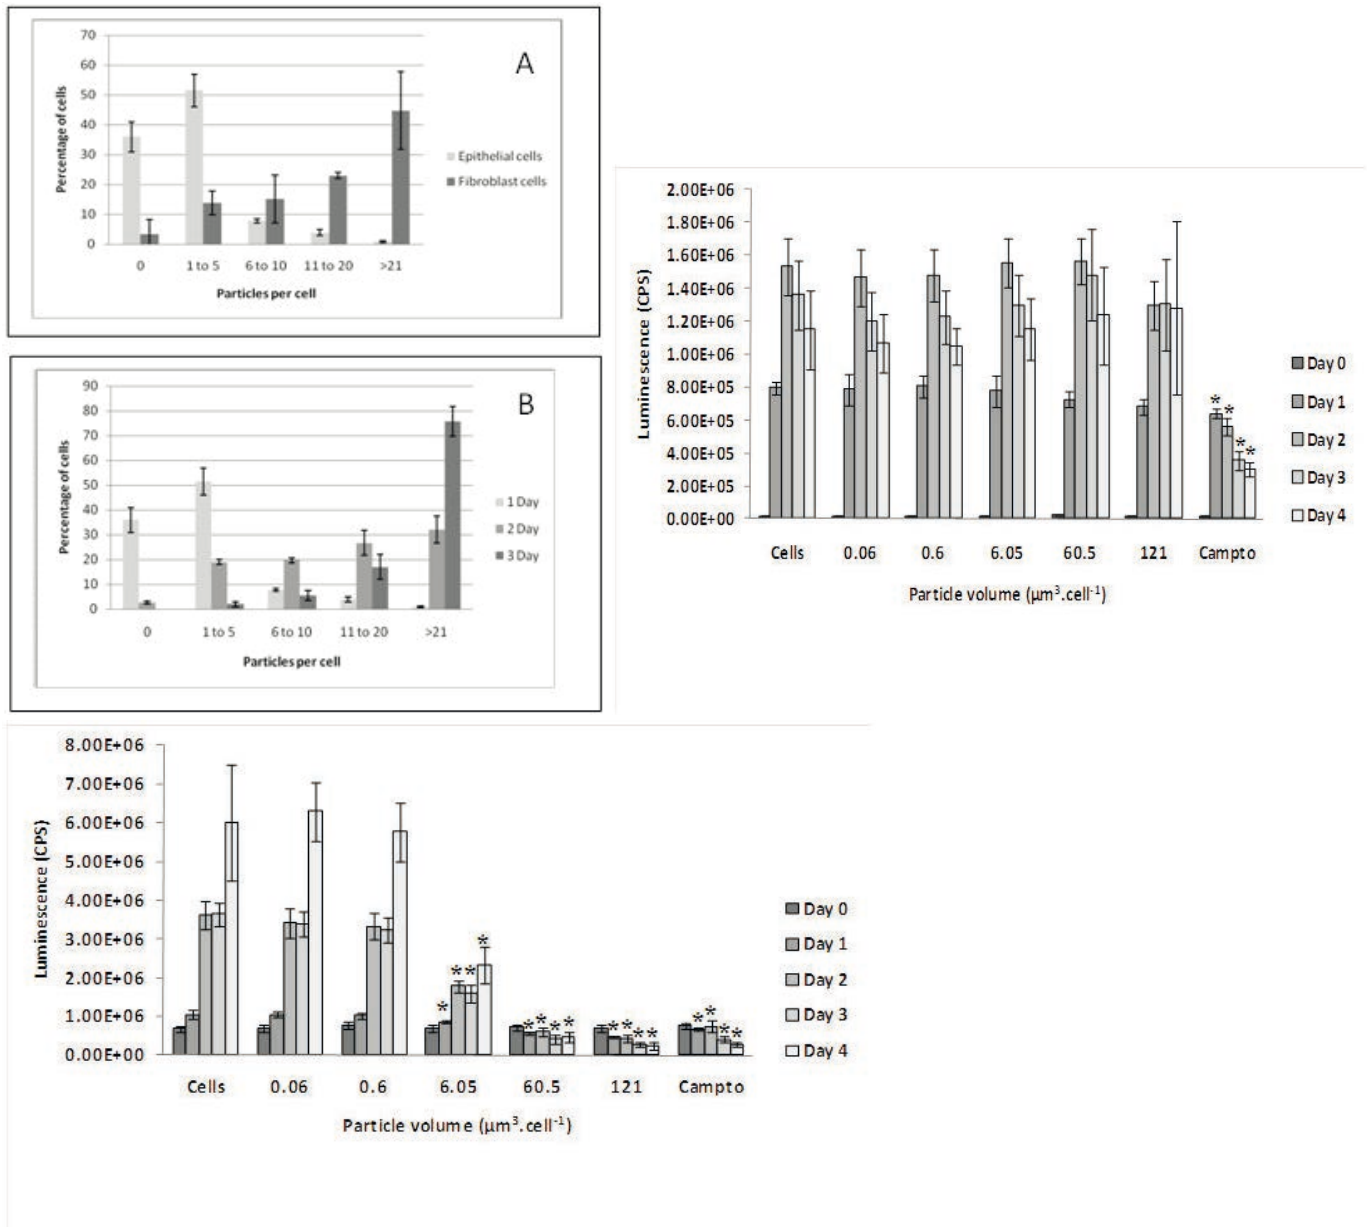 A
70
60
50
40
30
20
10
0
Percentage of cells
0 1 to 5 6 to 10 11 to 20 >21
Particles per cell
Epithelial cells
Fibroblast cells
B
90
80
70
60
50
40
30
20
10
0
Percentage of cells
0 1 to 5 6 to 10 11 to 20 >21
Particles per cell
1 Day
2 Day
3 Day
2.00E+06
1.80E+06
1.60E+06
1.40E+06
1.20E+06
1.00E+06
8.00E+05
6.00E+05
4.00E+05
2.00E+05
0.00E+00
Luminescence (CPS)
* * * *
Cells 0.06 0.6 6.05 60.5 121 Campto
Particle volume (µm³.cell⁻¹)
Day 0
Day 1
Day 2
Day 3
Day 4
8.00E+06
7.00E+06
6.00E+06
5.00E+06
4.00E+06
3.00E+06
2.00E+06
1.00E+06
0.00E+00
Luminescence (CPS)
* * * * * * * * * * * * * * * *
Cells 0.06 0.6 6.05 60.5 121 Campto
Particle volume (µm³.cell⁻¹)
Day 0
Day 1
Day 2
Day 3
Day 4